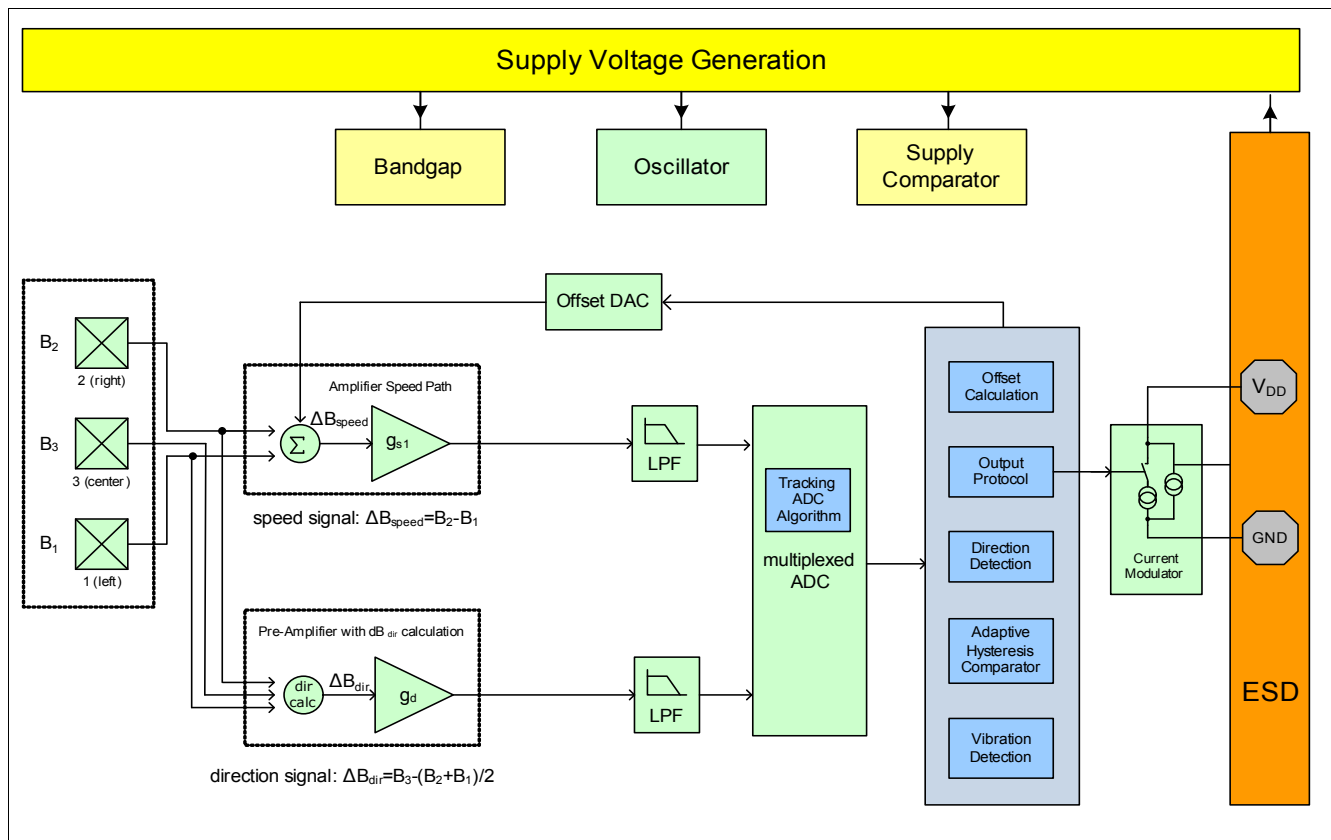 Supply Voltage Generation
Bandgap
Oscillator
Supply
Comparator
Offset DAC
B2
2 (right)
B3
3 (center)
B1
1 (left)
Amplifier Speed Path
ΔBspeed
Σ
gs1
speed signal: ΔBspeed=B2-B1
LPF
Pre-Amplifier with dB dir calculation
dir
calc
ΔBdir
gd
direction signal: ΔBdir=B3-(B2+B1)/2
LPF
Tracking
ADC
Algorithm
multiplexed
ADC
Offset
Calculation
Output
Protocol
Direction
Detection
Adaptive
Hysteresis
Comparator
Vibration
Detection
Current
Modulator
VDD
GND
ESD